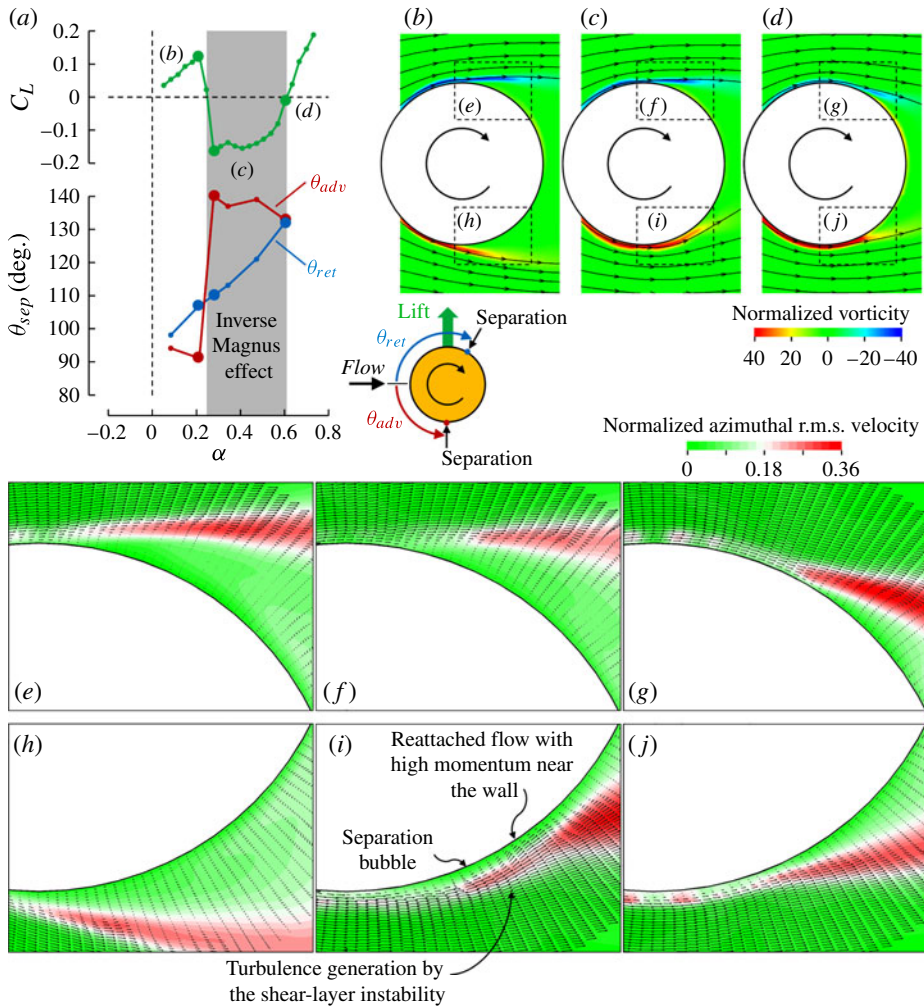 (a)
0.2
0.1
0
−0.1
−0.2
C_L
(b)
(c)
(d)
140
130
120
110
100
90
80
θ_sep (deg.)
θ_adv
θ_ret
Inverse
Magnus
effect
−0.2
0
0.2
0.4
0.6
0.8
α
(b)
(e)
(h)
(c)
(f)
(i)
(d)
(g)
(j)
Lift
θ_ret
Separation
Flow
θ_adv
Separation
Normalized vorticity
40 20 0 −20 −40
Normalized azimuthal r.m.s. velocity
0 0.18 0.36
(e)
(f)
(g)
(h)
(i)
Reattached flow with
high momentum near
the wall
Separation
bubble
(j)
Turbulence generation by
the shear-layer instability